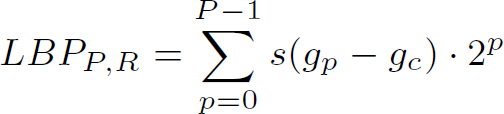 LBP_{P,R} = \sum_{p=0}^{P-1} s(g_p - g_c) \cdot 2^p